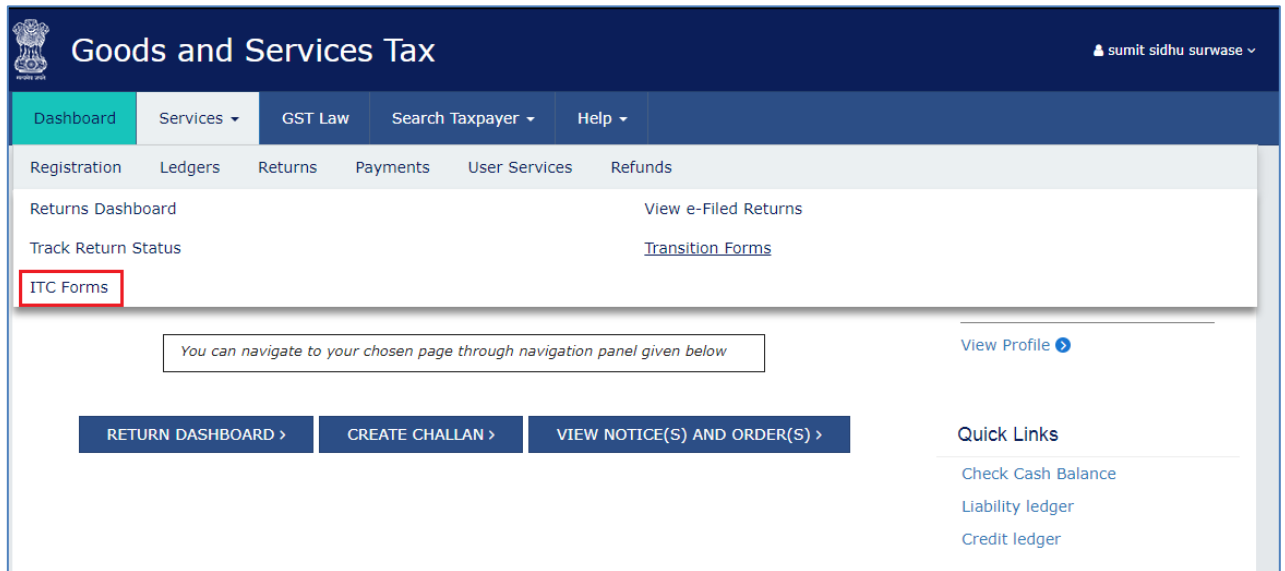 Goods and Services Tax
sumit sidhu surwase
Dashboard Services GST Law Search Taxpayer Help
Registration Ledgers Returns Payments User Services Refunds
Returns Dashboard View e-Filed Returns
Track Return Status Transition Forms
ITC Forms
You can navigate to your chosen page through navigation panel given below
View Profile
RETURN DASHBOARD > CREATE CHALLAN > VIEW NOTICE(S) AND ORDER(S) >
Quick Links
Check Cash Balance
Liability ledger
Credit ledger